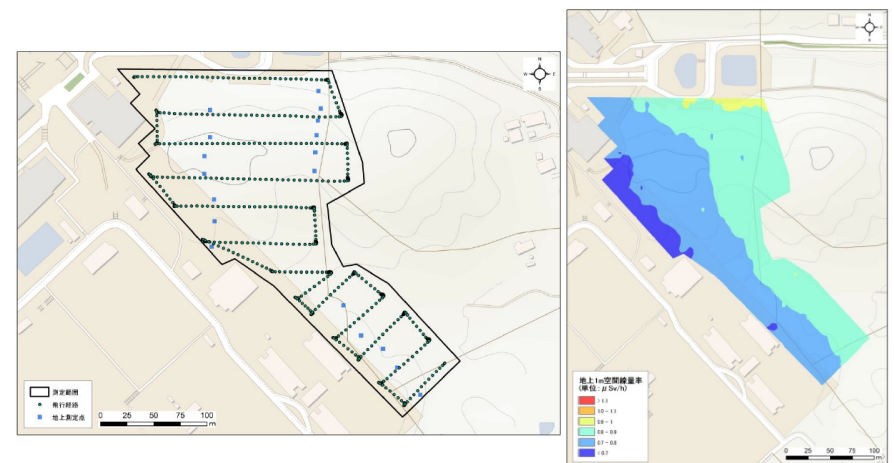 N
W
E
S
測定範囲
飛行経路
地上測定点
0 25 50 75 100
m
N
W
E
S
地上1m空間線量率
(単位: μSv/h)
> 1.1
1.0 - 1.1
0.9 - 1
0.8 - 0.9
0.7 - 0.8
< 0.7
0 25 50 75 100
m